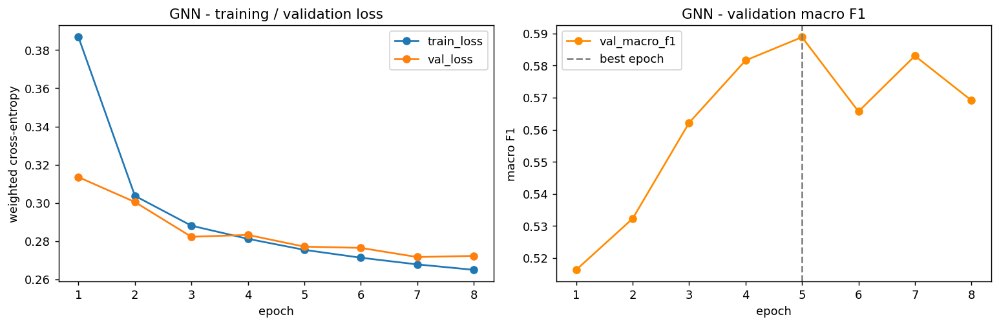 GNN - training / validation loss
train_loss
val_loss
weighted cross-entropy
0.38
0.36
0.34
0.32
0.30
0.28
0.26
1 2 3 4 5 6 7 8
epoch
GNN - validation macro F1
val_macro_f1
best epoch
macro F1
0.59
0.58
0.57
0.56
0.55
0.54
0.53
0.52
1 2 3 4 5 6 7 8
epoch